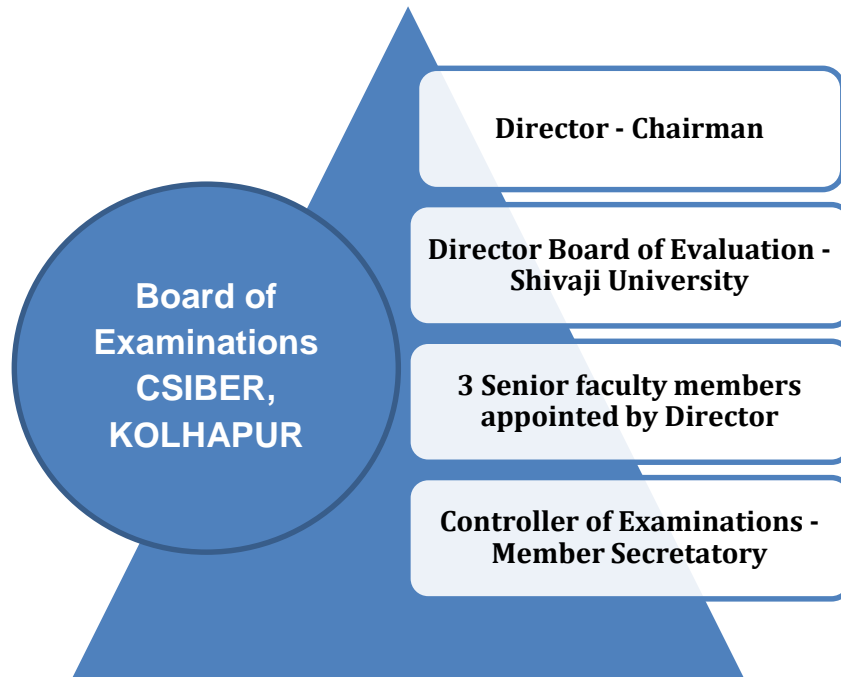 Board of
Examinations
CSIBER,
KOLHAPUR
Director - Chairman
Director Board of Evaluation -
Shivaji University
3 Senior faculty members
appointed by Director
Controller of Examinations -
Member Secretatory